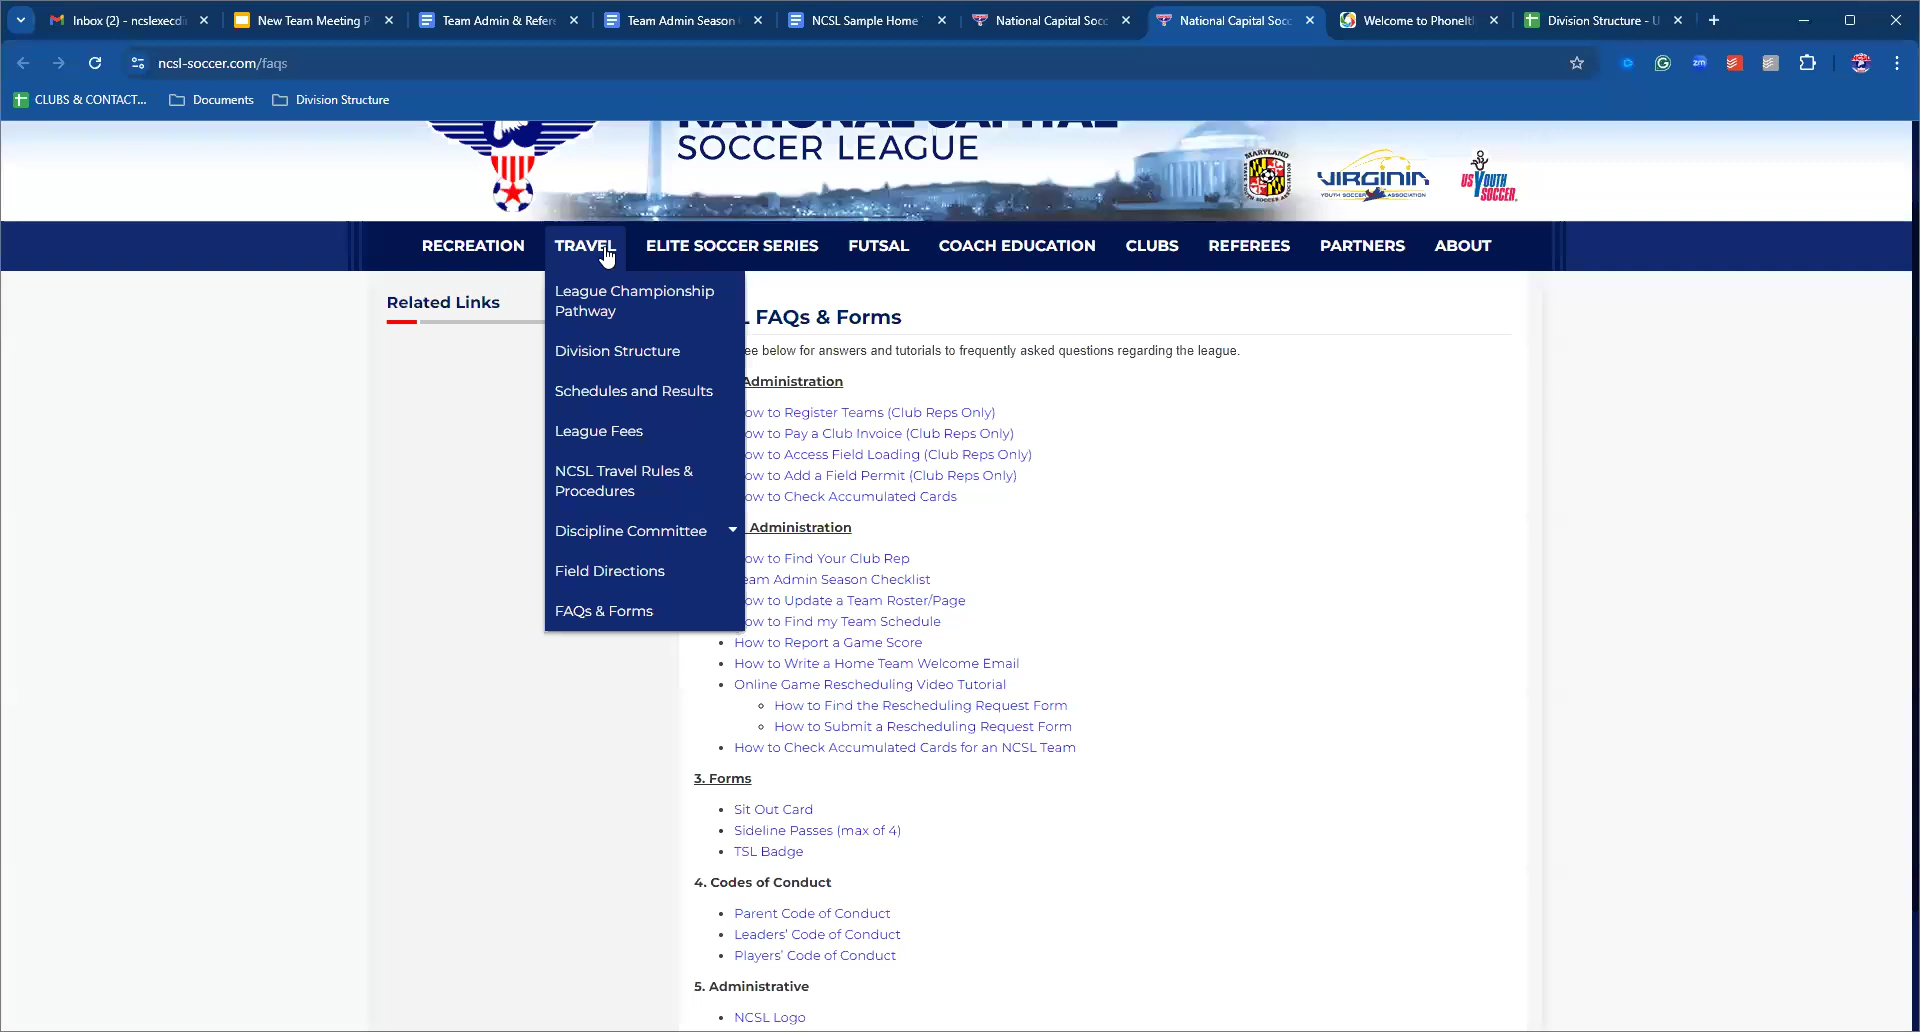 Inbox (2) - ncslexecdi
New Team Meeting P
Team Admin & Refere
Team Admin Season
NCSL Sample Home
National Capital Socc
National Capital Socc
Welcome to PhoneIt
Division Structure - U
ncsl-soccer.com/faqs
CLUBS & CONTACT...
Documents
Division Structure
SOCCER LEAGUE
MARYLAND
VIRGINIA
YOUTH SOCCER ASSOCIATION
US YOUTH SOCCER
RECREATION
TRAVEL
ELITE SOCCER SERIES
FUTSAL
COACH EDUCATION
CLUBS
REFEREES
PARTNERS
ABOUT
Related Links
League Championship
Pathway
Division Structure
Schedules and Results
League Fees
NCSL Travel Rules &
Procedures
Discipline Committee
Field Directions
FAQs & Forms
L FAQs & Forms
ee below for answers and tutorials to frequently asked questions regarding the league.
Administration
ow to Register Teams (Club Reps Only)
ow to Pay a Club Invoice (Club Reps Only)
ow to Access Field Loading (Club Reps Only)
ow to Add a Field Permit (Club Reps Only)
ow to Check Accumulated Cards
Administration
ow to Find Your Club Rep
eam Admin Season Checklist
ow to Update a Team Roster/Page
ow to Find my Team Schedule
How to Report a Game Score
How to Write a Home Team Welcome Email
Online Game Rescheduling Video Tutorial
How to Find the Rescheduling Request Form
How to Submit a Rescheduling Request Form
How to Check Accumulated Cards for an NCSL Team
3. Forms
Sit Out Card
Sideline Passes (max of 4)
TSL Badge
4. Codes of Conduct
Parent Code of Conduct
Leaders' Code of Conduct
Players' Code of Conduct
5. Administrative
NCSL Logo